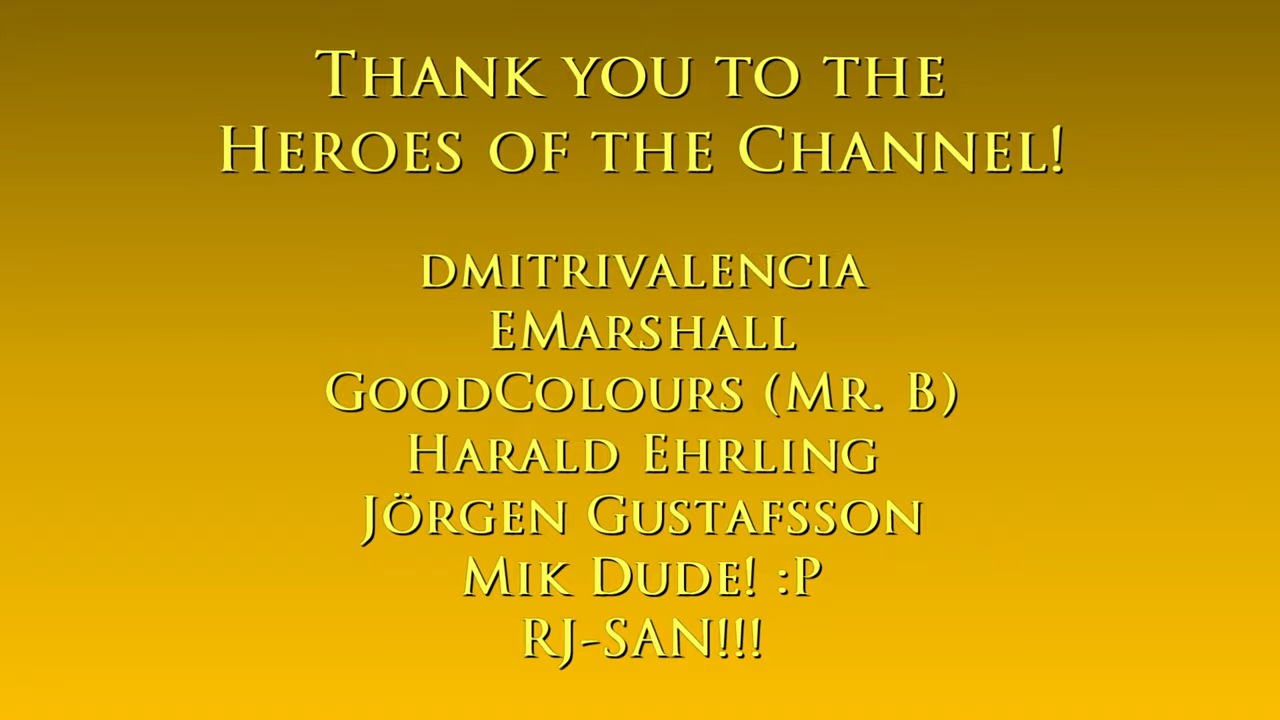 Thank you to the
Heroes of the Channel!
dmitrivalencia
EMarshall
GoodColours (Mr. B)
Harald Ehrling
Jörgen Gustafsson
Mik Dude! :P
RJ-SAN!!!